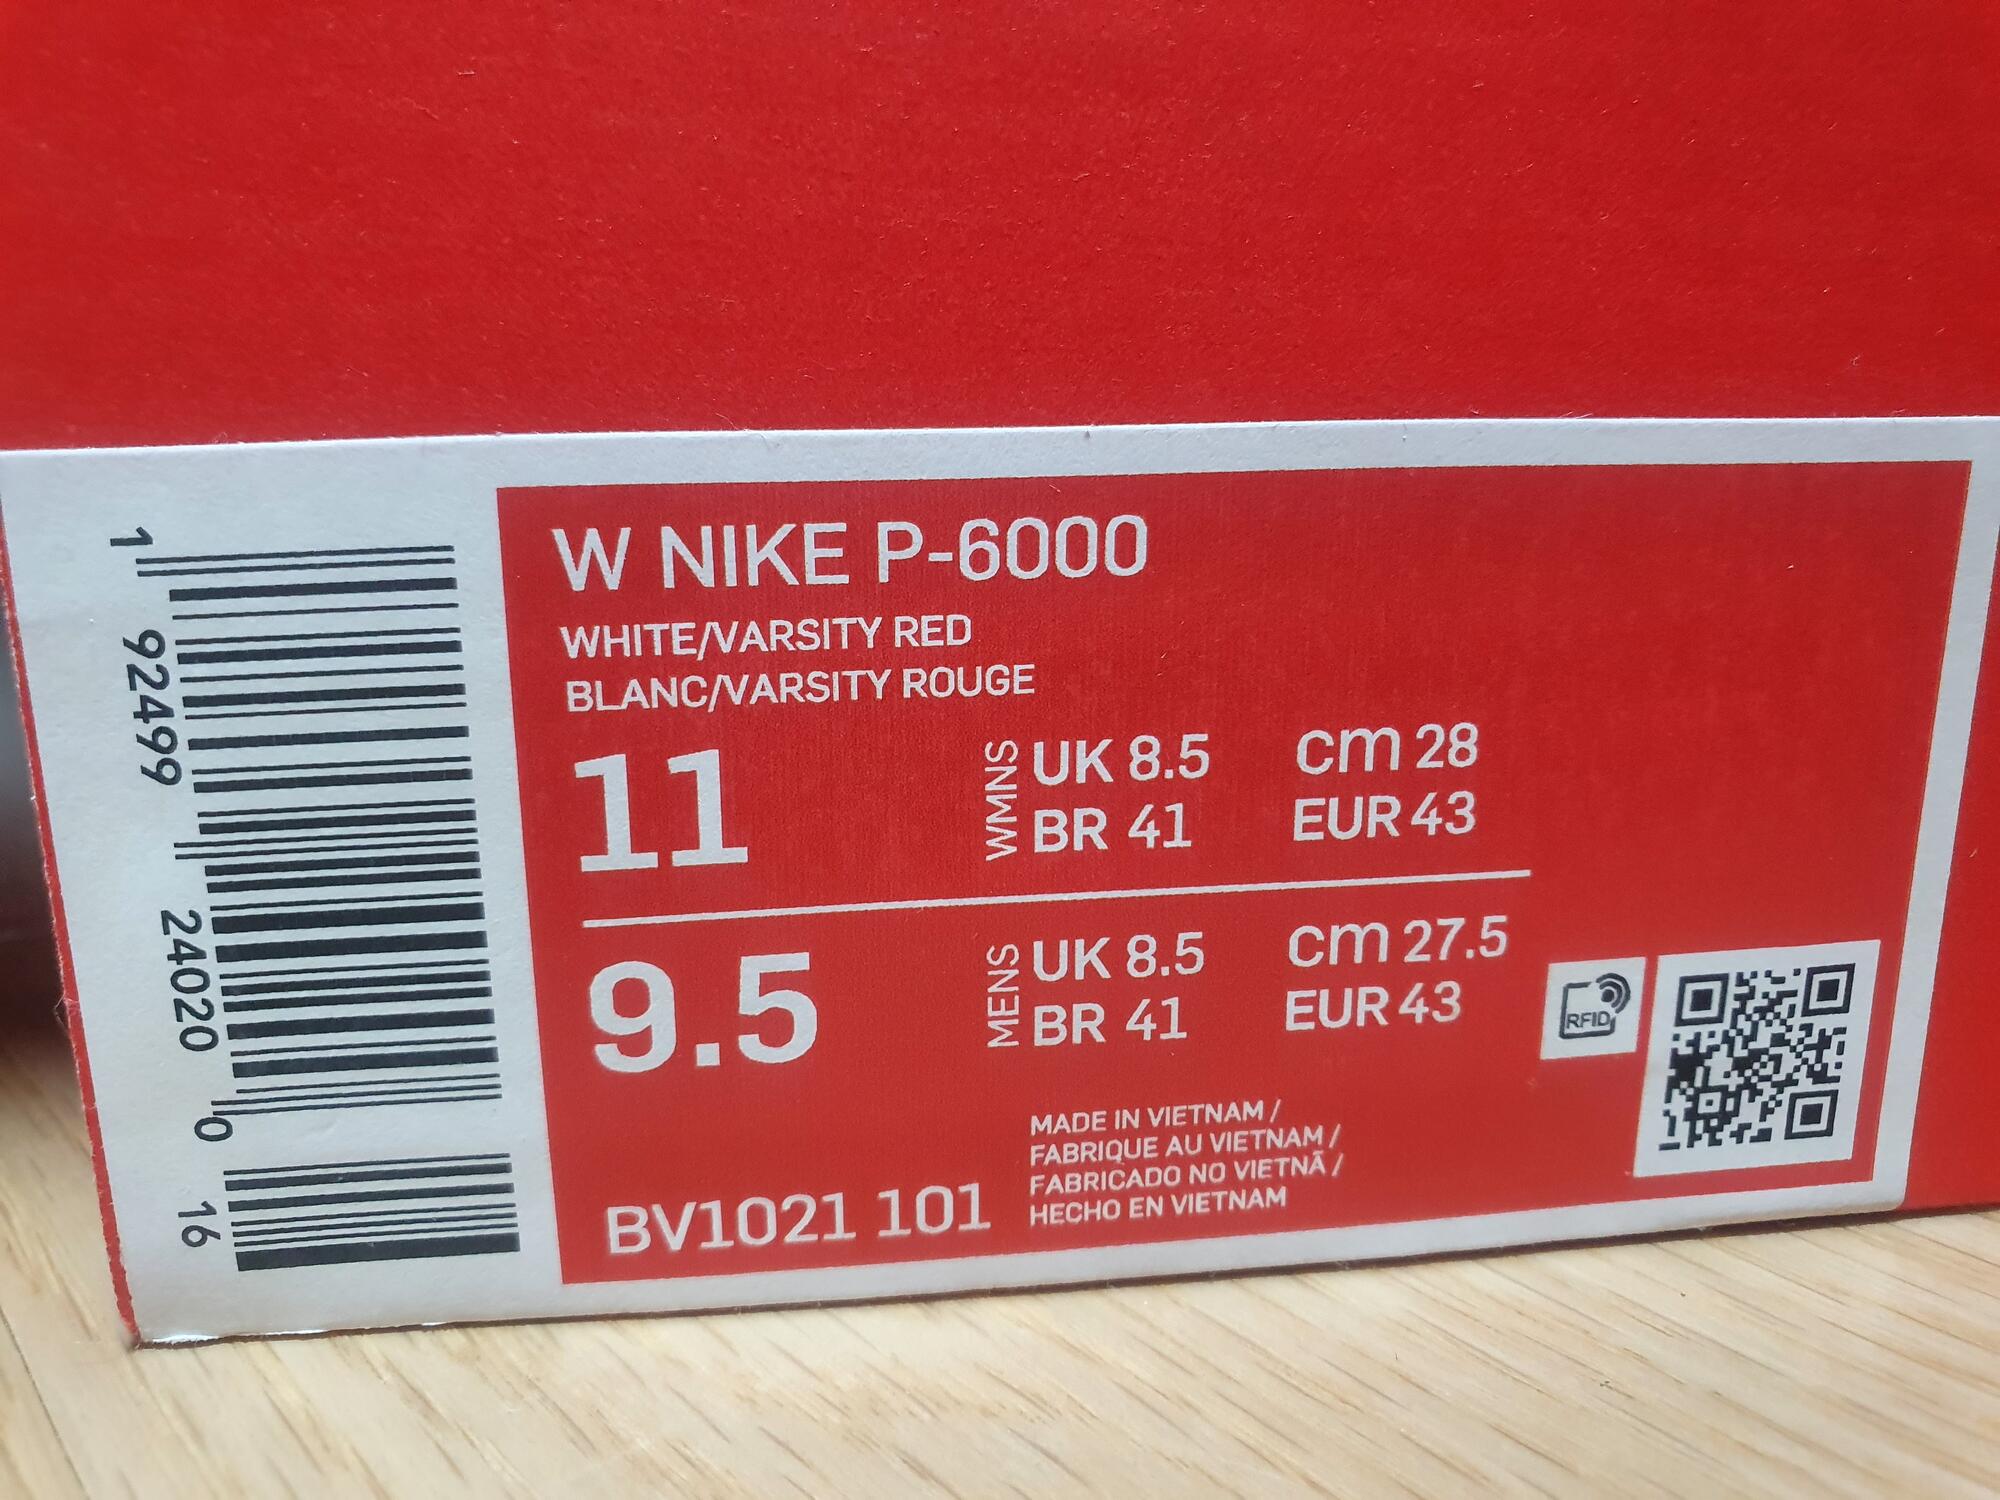 W NIKE P-6000
WHITE/VARSITY RED
BLANC/VARSITY ROUGE
11
WMNS
UK 8.5
cm 28
BR 41
EUR 43
9.5
MENS
UK 8.5
cm 27.5
BR 41
EUR 43
RFID
MADE IN VIETNAM /
FABRIQUE AU VIETNAM /
FABRICADO NO VIETNÃ /
HECHO EN VIETNAM
BV1021 101
1 92499 24020 0 16